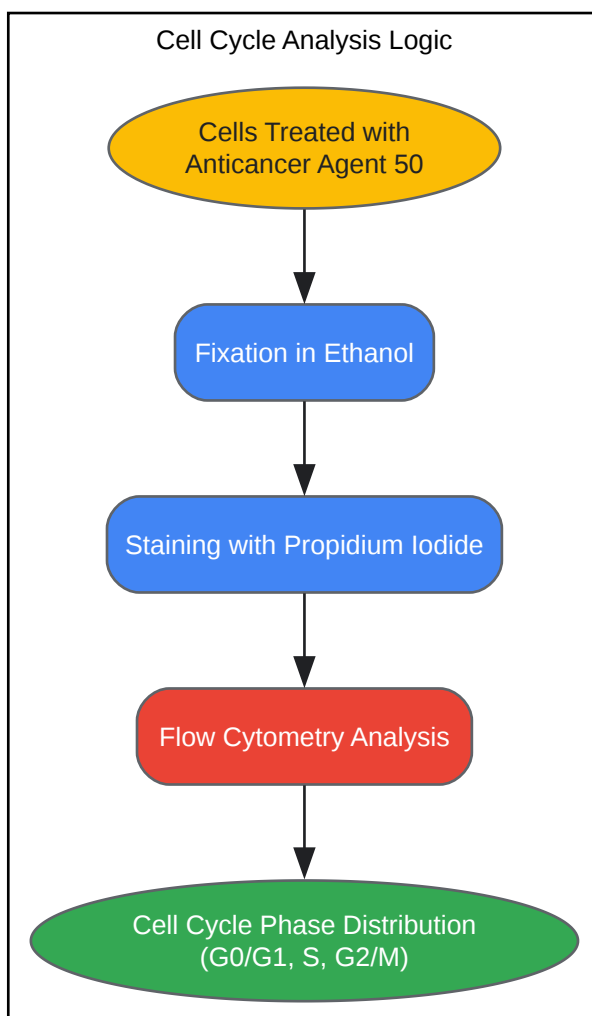 Cell Cycle Analysis Logic
Cells Treated with
Anticancer Agent 50
Fixation in Ethanol
Staining with Propidium Iodide
Flow Cytometry Analysis
Cell Cycle Phase Distribution
(G0/G1, S, G2/M)